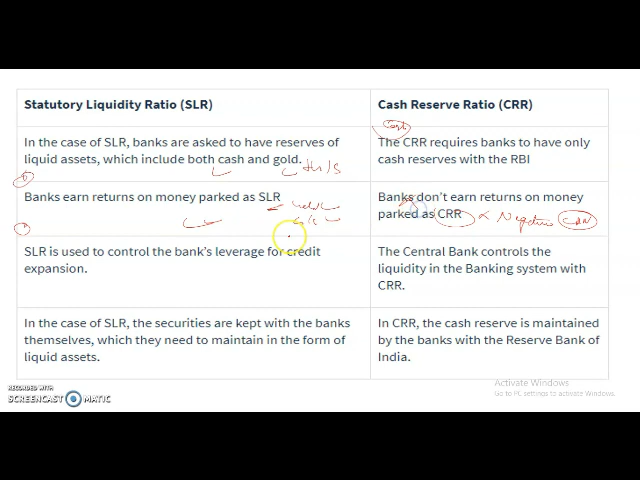 Statutory Liquidity Ratio (SLR)
Cash Reserve Ratio (CRR)
In the case of SLR, banks are asked to have reserves of
liquid assets, which include both cash and gold.
The CRR requires banks to have only
cash reserves with the RBI
Banks earn returns on money parked as SLR
Banks don't earn returns on money
parked as CRR
SLR is used to control the bank's leverage for credit
expansion.
The Central Bank controls the
liquidity in the Banking system with
CRR.
In the case of SLR, the securities are kept with the banks
themselves, which they need to maintain in the form of
liquid assets.
In CRR, the cash reserve is maintained
by the banks with the Reserve Bank of
India.
RECORDED WITH
SCREENCAST MATIC
Activate Windows
Go to PC settings to activate Windows.